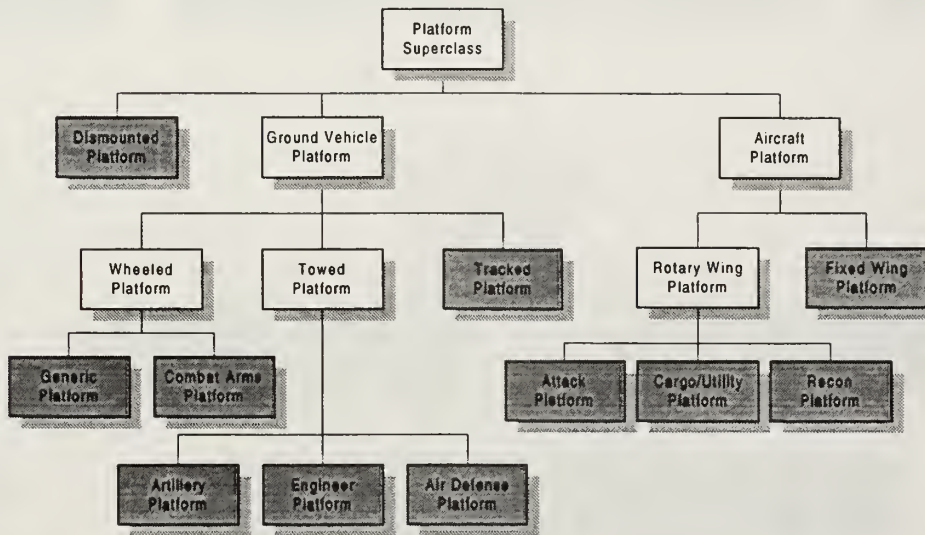 Platform
Superclass
Dismounted
Platform
Ground Vehicle
Platform
Aircraft
Platform
Wheeled
Platform
Towed
Platform
Tracked
Platform
Rotary Wing
Platform
Fixed Wing
Platform
Generic
Platform
Combat Arms
Platform
Attack
Platform
Cargo/Utility
Platform
Recon
Platform
Artillery
Platform
Engineer
Platform
Air Defense
Platform